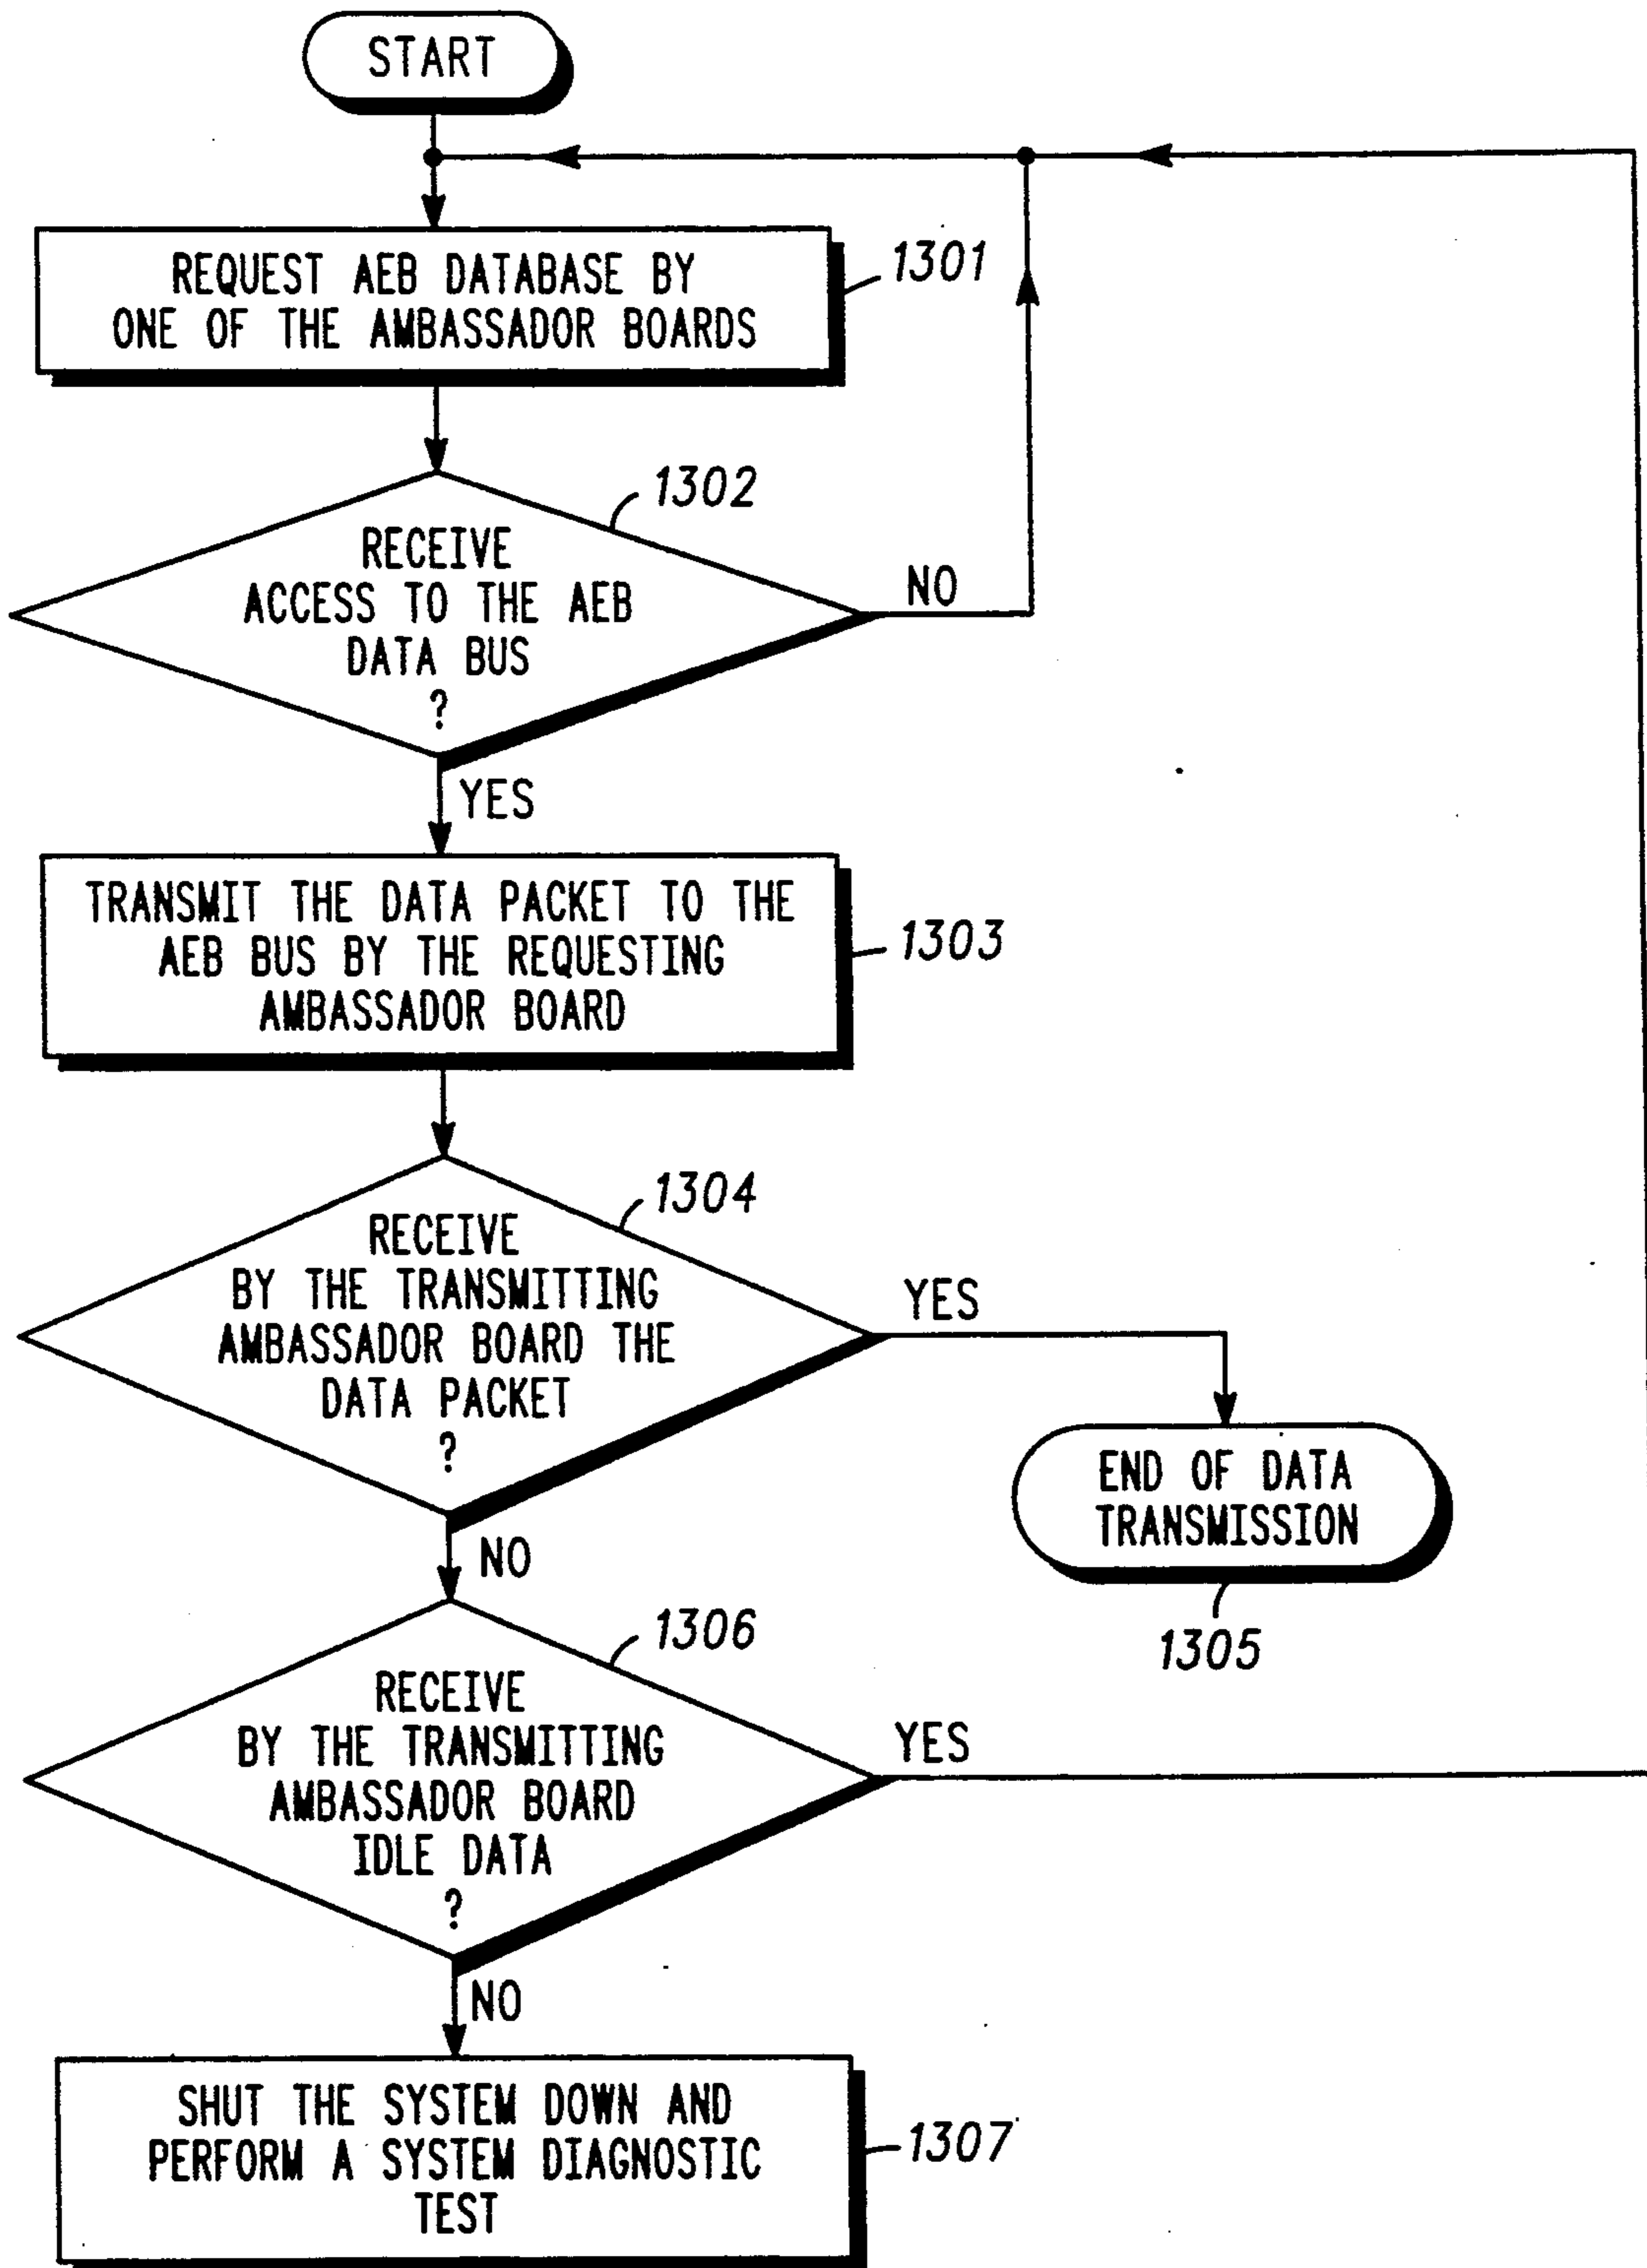 START
REQUEST AEB DATABASE BY
ONE OF THE AMBASSADOR BOARDS
1301
1302
RECEIVE
ACCESS TO THE AEB
DATA BUS
?
NO
YES
TRANSMIT THE DATA PACKET TO THE
AEB BUS BY THE REQUESTING
AMBASSADOR BOARD
1303
1304
RECEIVE
BY THE TRANSMITTING
AMBASSADOR BOARD THE
DATA PACKET
?
YES
NO
END OF DATA
TRANSMISSION
1305
1306
RECEIVE
BY THE TRANSMITTING
AMBASSADOR BOARD
IDLE DATA
?
YES
NO
SHUT THE SYSTEM DOWN AND
PERFORM A SYSTEM DIAGNOSTIC
TEST
1307